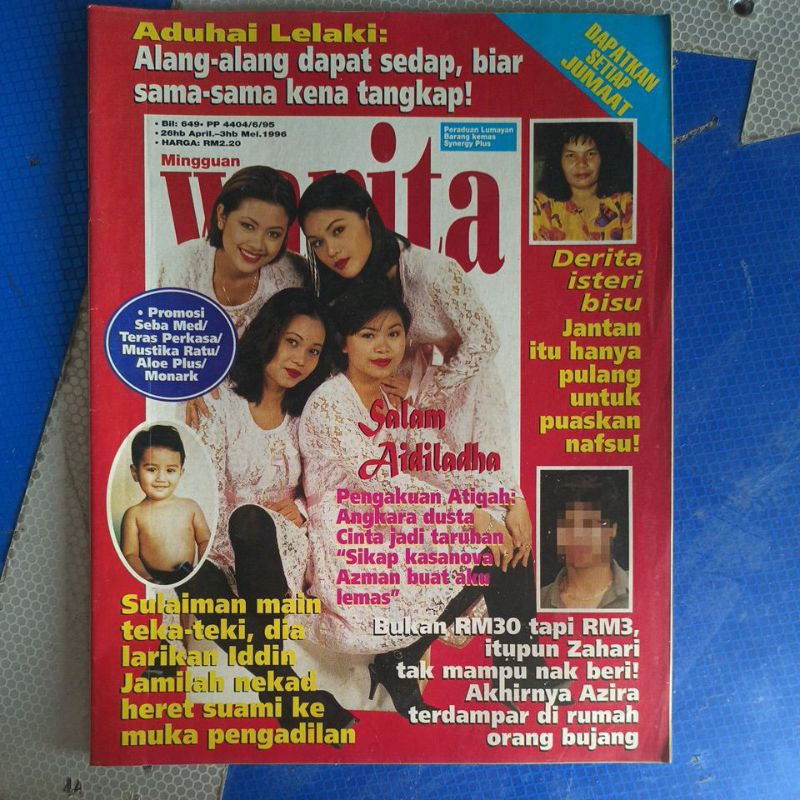 Aduhai Lelaki:
Alang-alang dapat sedap, biar
sama-sama kena tangkap!
DAPATKAN
SETIAP
JUMAAT
• Bil: 649• PP 4404/6/95
• 26hb April.–3hb Mei.1996
• HARGA: RM2.20
Peraduan Lumayan
Barang kemas
Synergy Plus
Mingguan
wanita
Derita
isteri
bisu
Jantan
itu hanya
pulang
untuk
puaskan
nafsu!
• Promosi
Seba Med/
Teras Perkasa/
Mustika Ratu/
Aloe Plus/
Monark
Salam
Aidiladha
Pengakuan Atiqah:
Angkara dusta
Cinta jadi taruhan
“Sikap kasanova
Azman buat aku
lemas”
Sulaiman main
teka-teki, dia
larikan Iddin
Jamilah nekad
heret suami ke
muka pengadilan
Bukan RM30 tapi RM3,
itupun Zahari
tak mampu nak beri!
Akhirnya Azira
terdampar di rumah
orang bujang